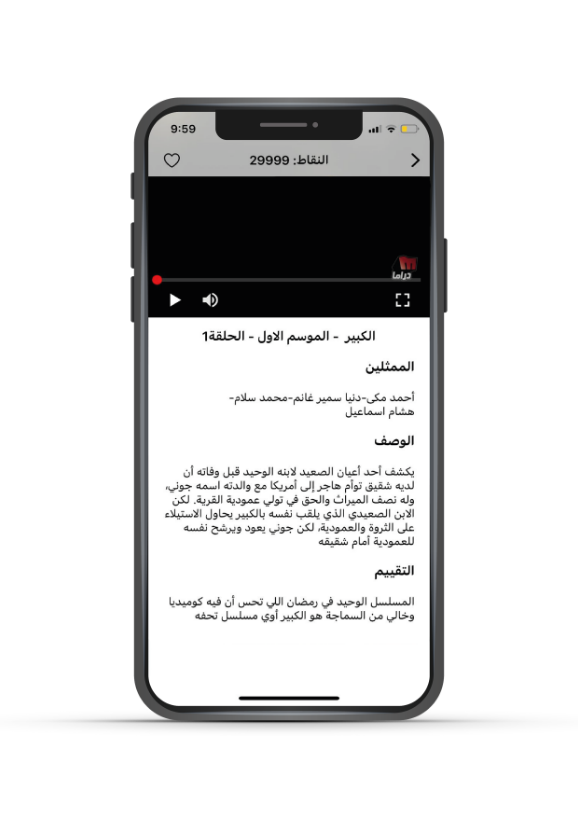 9:59
النقاط: 29999
دراما
الكبير - الموسم الاول - الحلقة1
الممثلين
أحمد مكى-دنيا سمير غانم-محمد سلام-
هشام اسماعيل
الوصف
يكشف أحد أعيان الصعيد لابنه الوحيد قبل وفاته أن
لديه شقيق توأم هاجر إلى أمريكا مع والدته اسمه جوني،
وله نصف الميراث والحق في تولي عمودية القرية. لكن
الابن الصعيدي الذي يلقب نفسه بالكبير يحاول الاستيلاء
على الثروة والعمودية، لكن جوني يعود ويرشح نفسه
للعمودية أمام شقيقه
التقييم
المسلسل الوحيد في رمضان اللي تحس أن فيه كوميديا
وخالي من السماجة هو الكبير أوي مسلسل تحفه